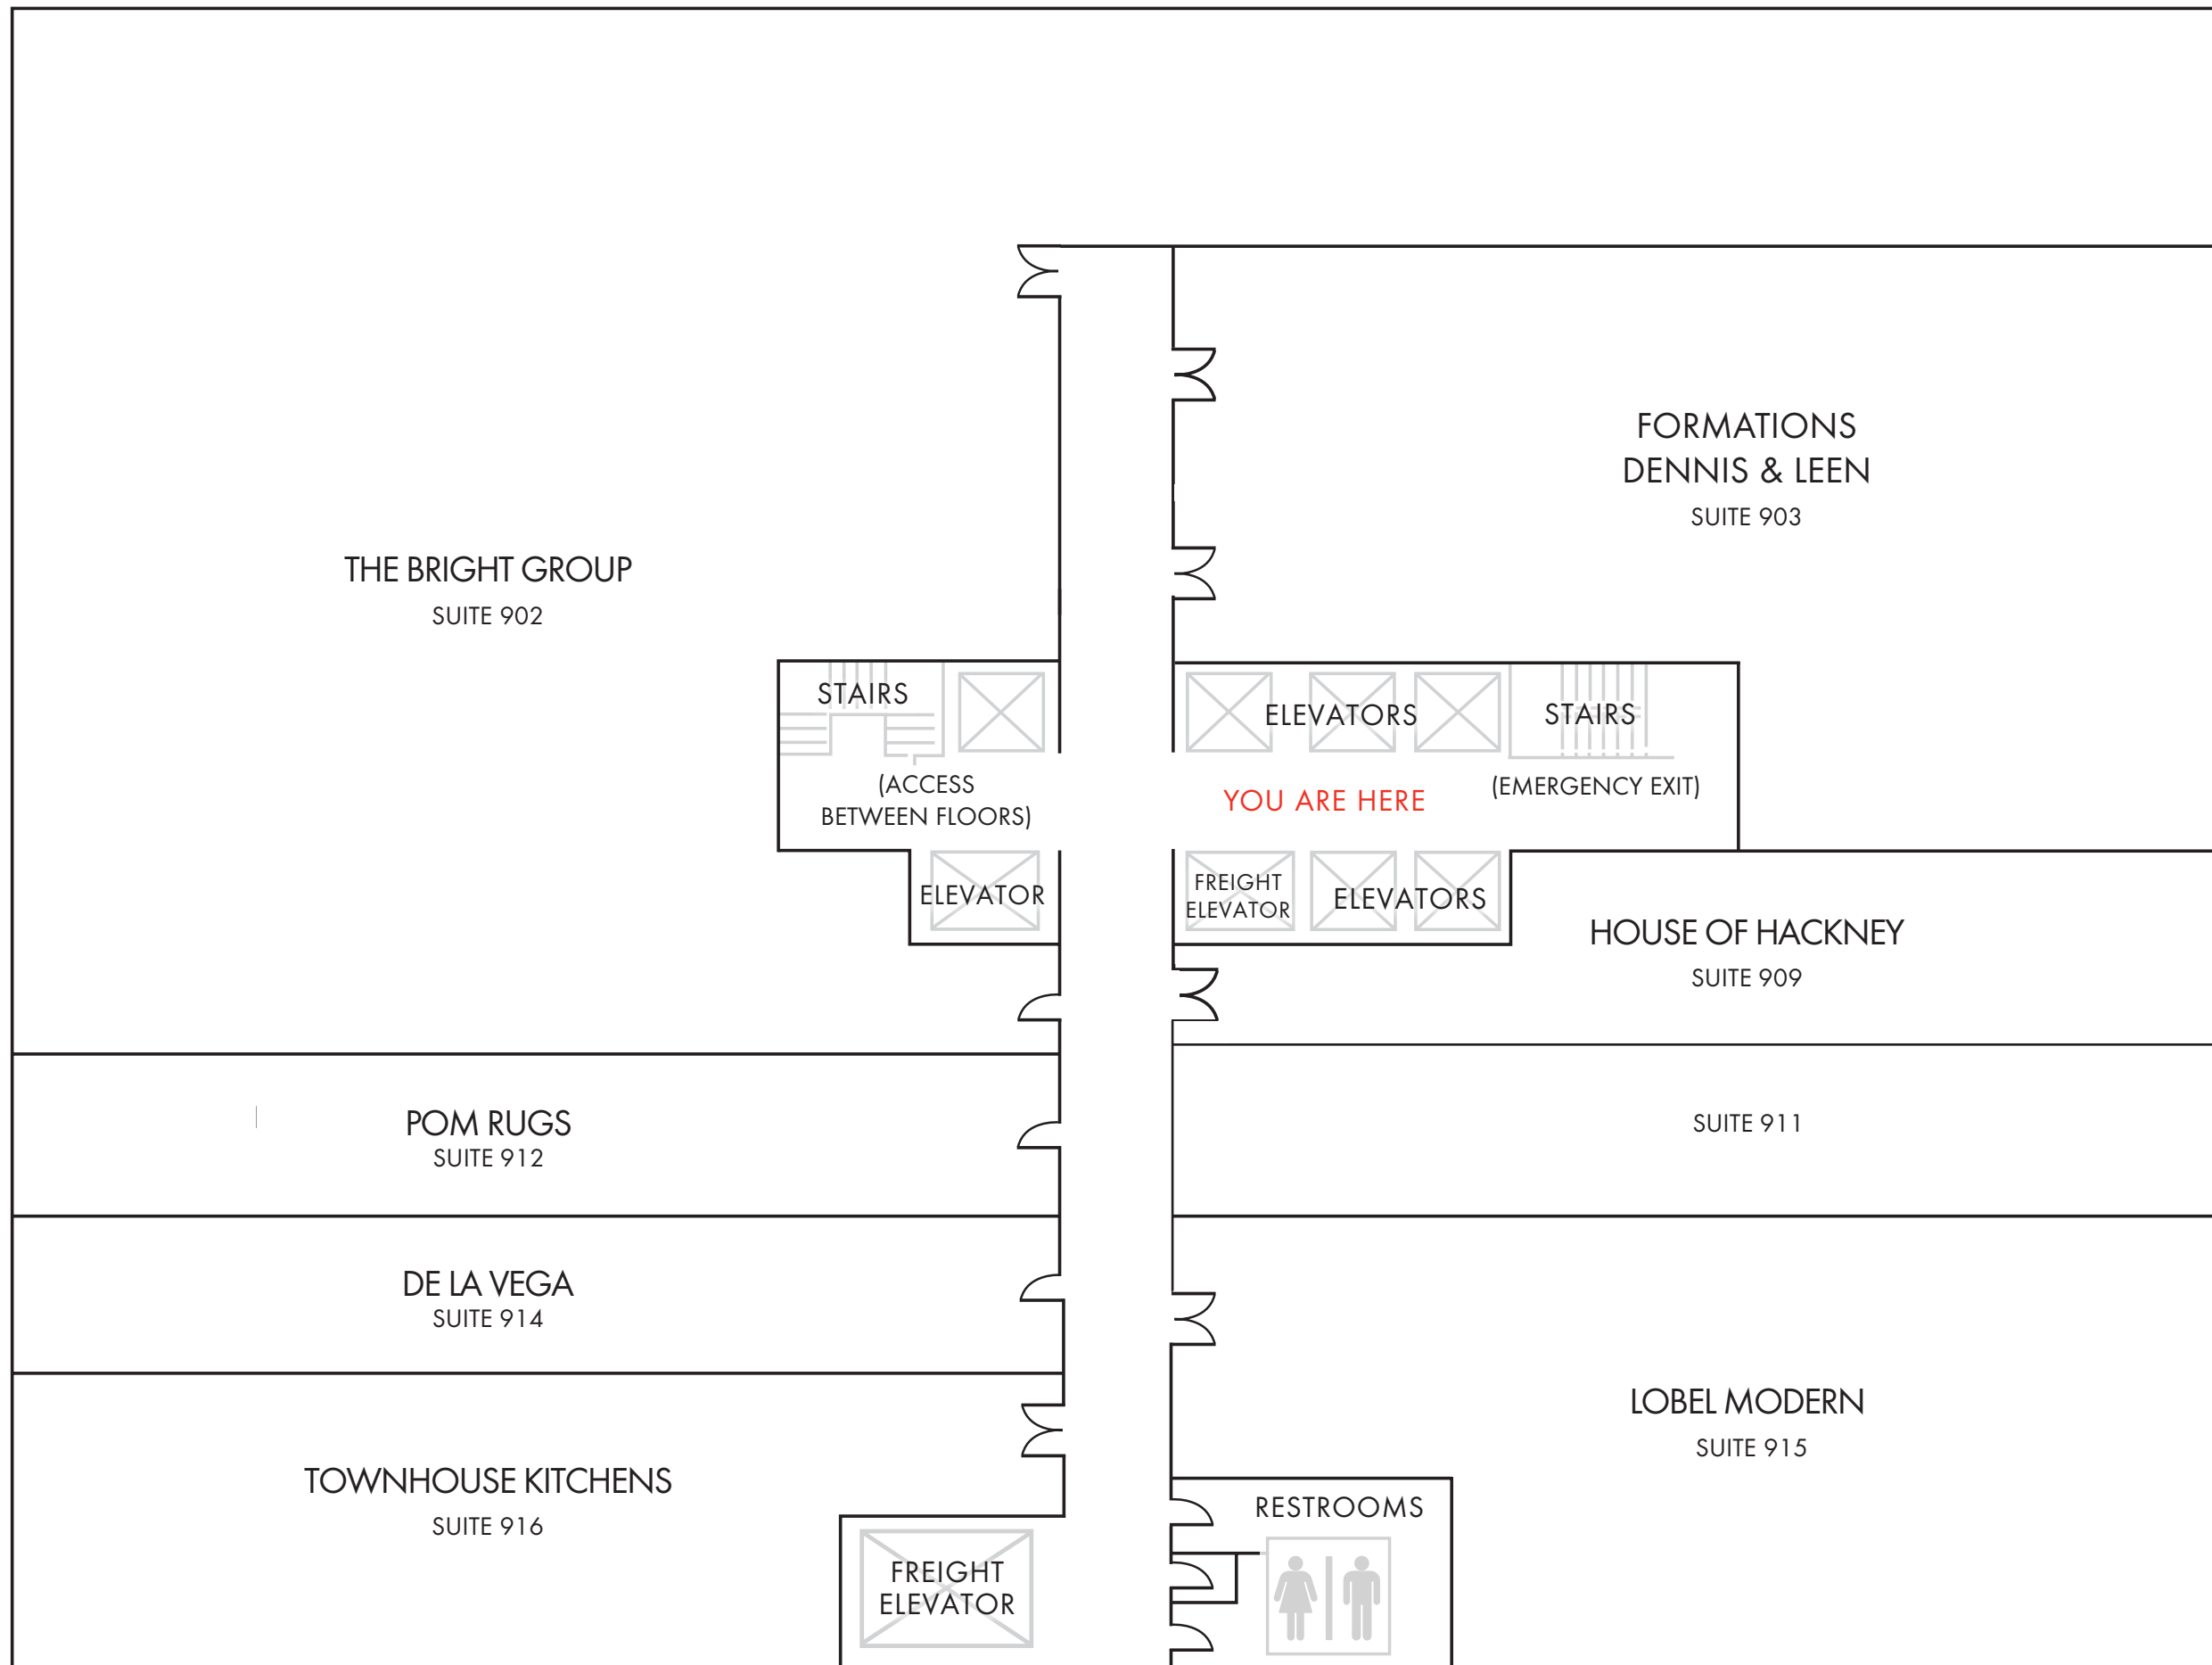 FORMATIONS
DENNIS & LEEN
SUITE 903
THE BRIGHT GROUP
SUITE 902
STAIRS
(ACCESS
BETWEEN FLOORS)
ELEVATOR
ELEVATORS
STAIRS
YOU ARE HERE
(EMERGENCY EXIT)
FREIGHT
ELEVATOR
ELEVATORS
HOUSE OF HACKNEY
SUITE 909
POM RUGS
SUITE 912
SUITE 911
DE LA VEGA
SUITE 914
LOBEL MODERN
SUITE 915
TOWNHOUSE KITCHENS
SUITE 916
FREIGHT
ELEVATOR
RESTROOMS